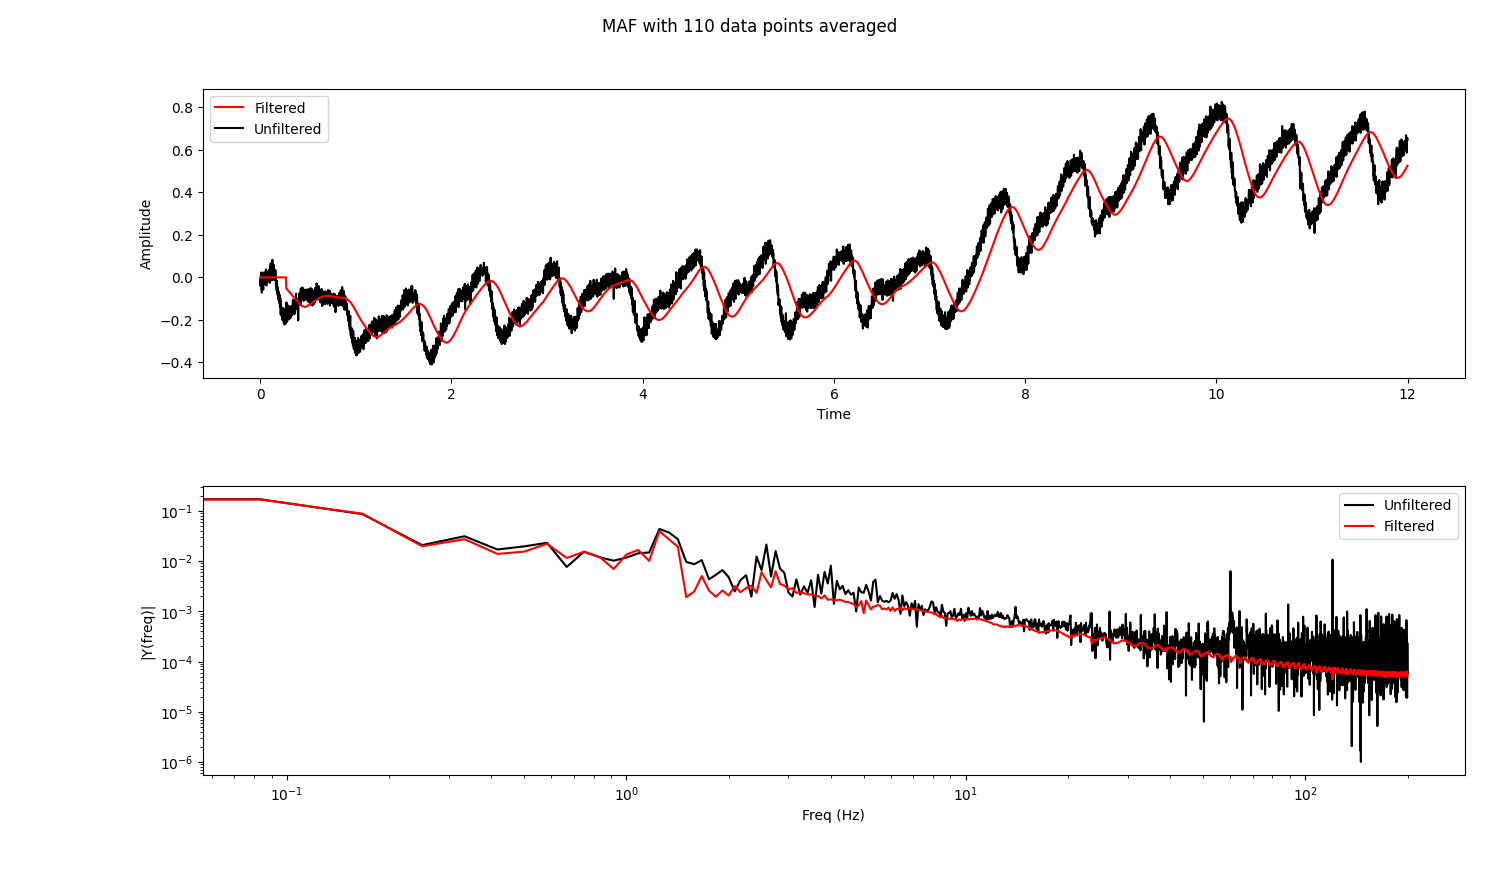 MAF with 110 data points averaged
Filtered
Unfiltered
0.8
0.6
0.4
0.2
0.0
−0.2
−0.4
Amplitude
0 2 4 6 8 10 12
Time
Unfiltered
Filtered
10⁻¹
10⁻²
10⁻³
10⁻⁴
10⁻⁵
10⁻⁶
|Y(freq)|
10⁻¹ 10⁰ 10¹ 10²
Freq (Hz)